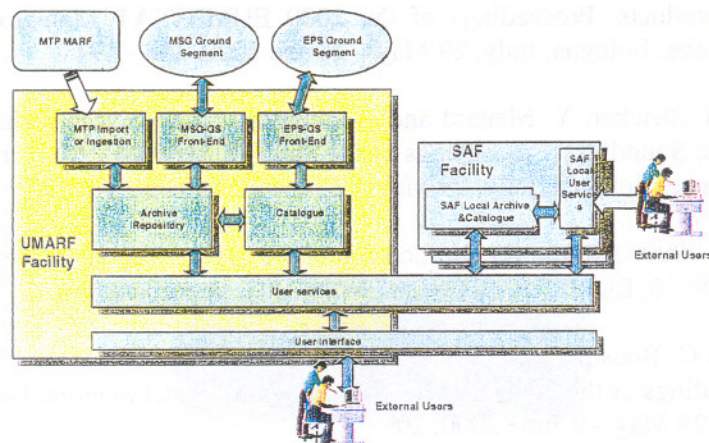 MTP MARF
MSG Ground
Segment
EPS Ground
Segment
MTP Import
or Ingestion
MSG-GS
Front-End
EPS-GS
Front-End
Archive
Repository
Catalogue
UMARF
Facility
User services
User interface
External Users
SAF
Facility
SAF Local Archive
&Catalogue
SAF
Local
User
Service
s
External Users